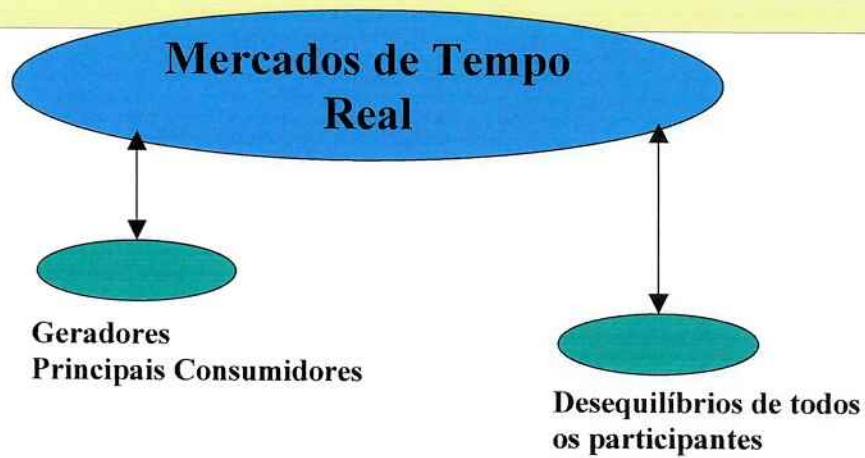 Mercados de Tempo
Real
Geradores
Principais Consumidores
Desequilíbrios de todos
os participantes